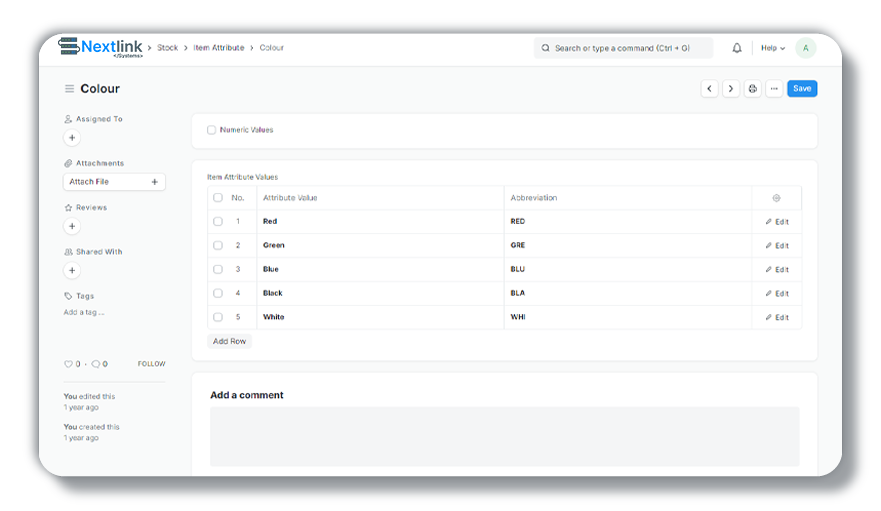 Nextlink > Stock > Item Attribute > Colour Search or type a command (Ctrl + G) Help A
</Systems>
Colour Save
Assigned To
+
Attachments
Attach File +
Reviews
+
Shared With
+
Tags
Add a tag ...
0 · 0 FOLLOW
You edited this
1 year ago
You created this
1 year ago
Numeric Values
Item Attribute Values
No. Attribute Value Abbreviation
1 Red RED Edit
2 Green GRE Edit
3 Blue BLU Edit
4 Black BLA Edit
5 White WHI Edit
Add Row
Add a comment